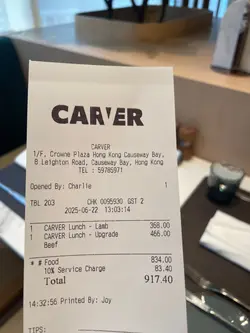 CARVER
CARVER
1/F, Crowne Plaza Hong Kong Causeway Bay,
8 Leighton Road, Causeway Bay, Hong Kong
TEL : 59785971
Opened By: Charlie 1
TBL 203 CHK 0095930 GST 2
2025-06-22 13:03:14
1 CARVER Lunch - Lamb 368.00
1 CARVER Lunch - Upgrade 466.00
Beef
* # Food 834.00
10% Service Charge 83.40
Total 917.40
14:32:56 Printed By: Joy
TIPS: